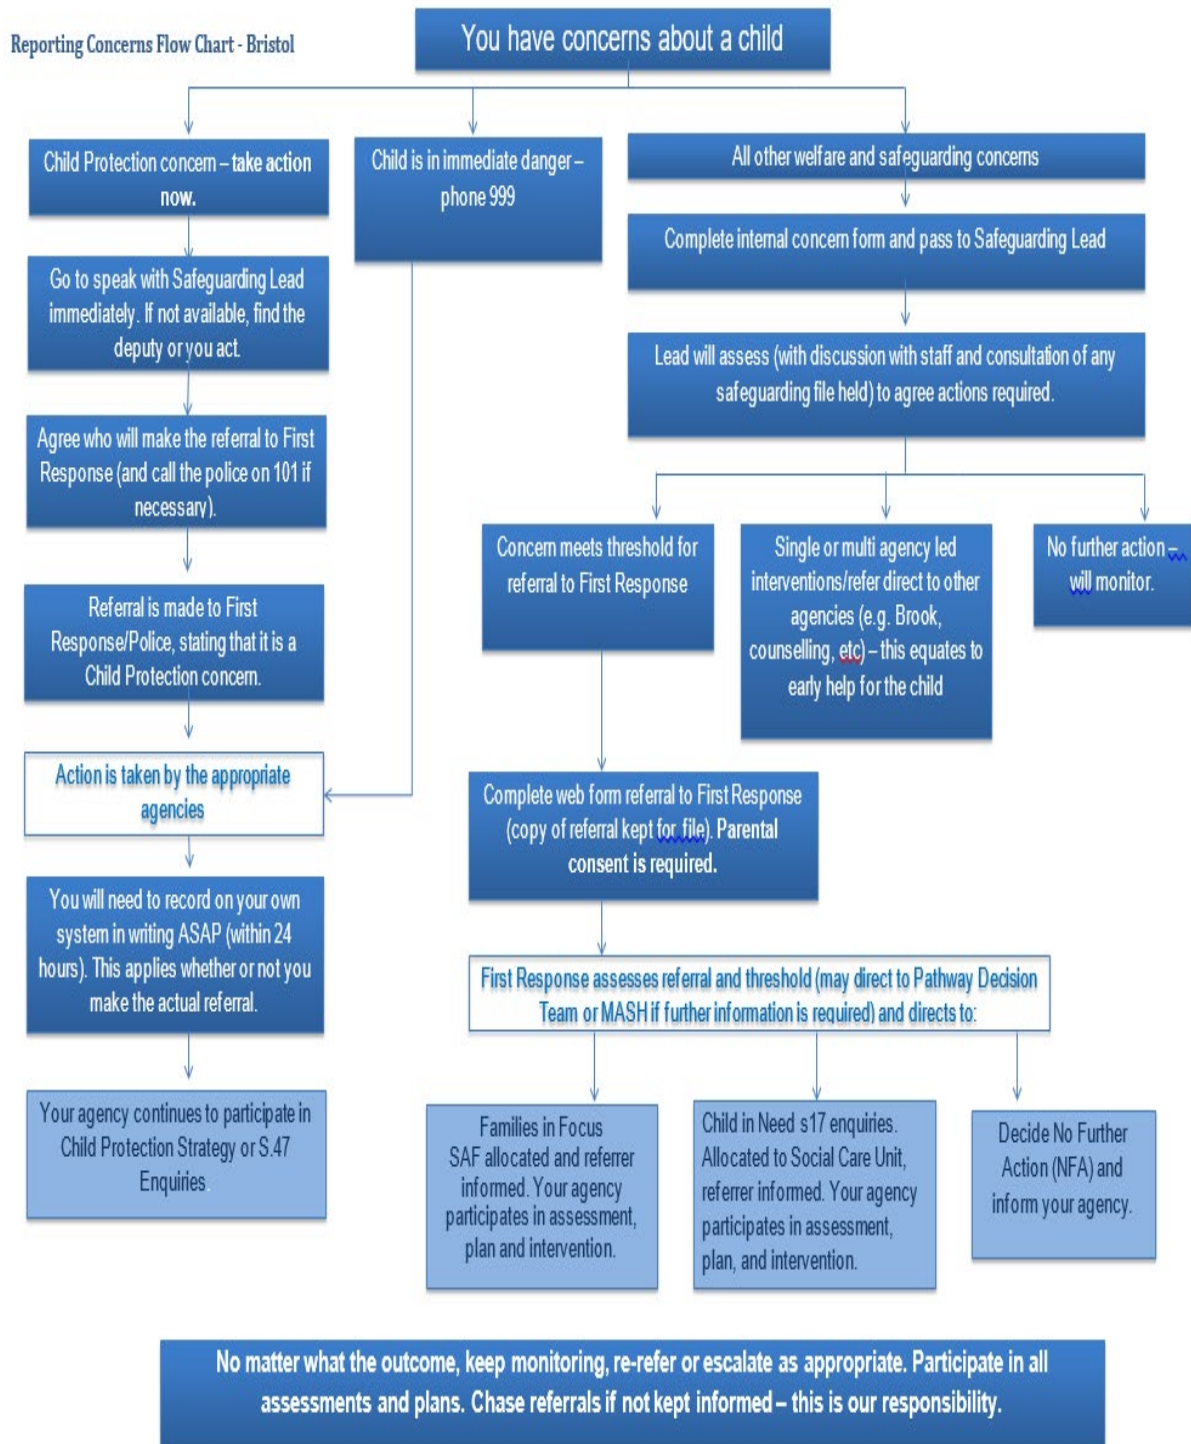 Reporting Concerns Flow Chart - Bristol
You have concerns about a child
Child Protection concern – take action
now.
Go to speak with Safeguarding Lead
immediately. If not available, find the
deputy or you act.
Agree who will make the referral to First
Response (and call the police on 101 if
necessary).
Referral is made to First
Response/Police, stating that it is a
Child Protection concern.
Action is taken by the appropriate
agencies
You will need to record on your own
system in writing ASAP (within 24
hours). This applies whether or not you
make the actual referral.
Your agency continues to participate in
Child Protection Strategy or S.47
Enquiries.
Child is in immediate danger –
phone 999
All other welfare and safeguarding concerns
Complete internal concern form and pass to Safeguarding Lead
Lead will assess (with discussion with staff and consultation of any
safeguarding file held) to agree actions required.
Concern meets threshold for
referral to First Response
Single or multi agency led
interventions/refer direct to other
agencies (e.g. Brook,
counselling, etc) – this equates to
early help for the child
No further action –
will monitor.
Complete web form referral to First Response
(copy of referral kept for file). Parental
consent is required.
First Response assesses referral and threshold (may direct to Pathway Decision
Team or MASH if further information is required) and directs to:
Families in Focus
SAF allocated and referrer
informed. Your agency
participates in assessment,
plan and intervention.
Child in Need s17 enquiries.
Allocated to Social Care Unit,
referrer informed. Your agency
participates in assessment,
plan, and intervention.
Decide No Further
Action (NFA) and
inform your agency.
No matter what the outcome, keep monitoring, re-refer or escalate as appropriate. Participate in all
assessments and plans. Chase referrals if not kept informed – this is our responsibility.